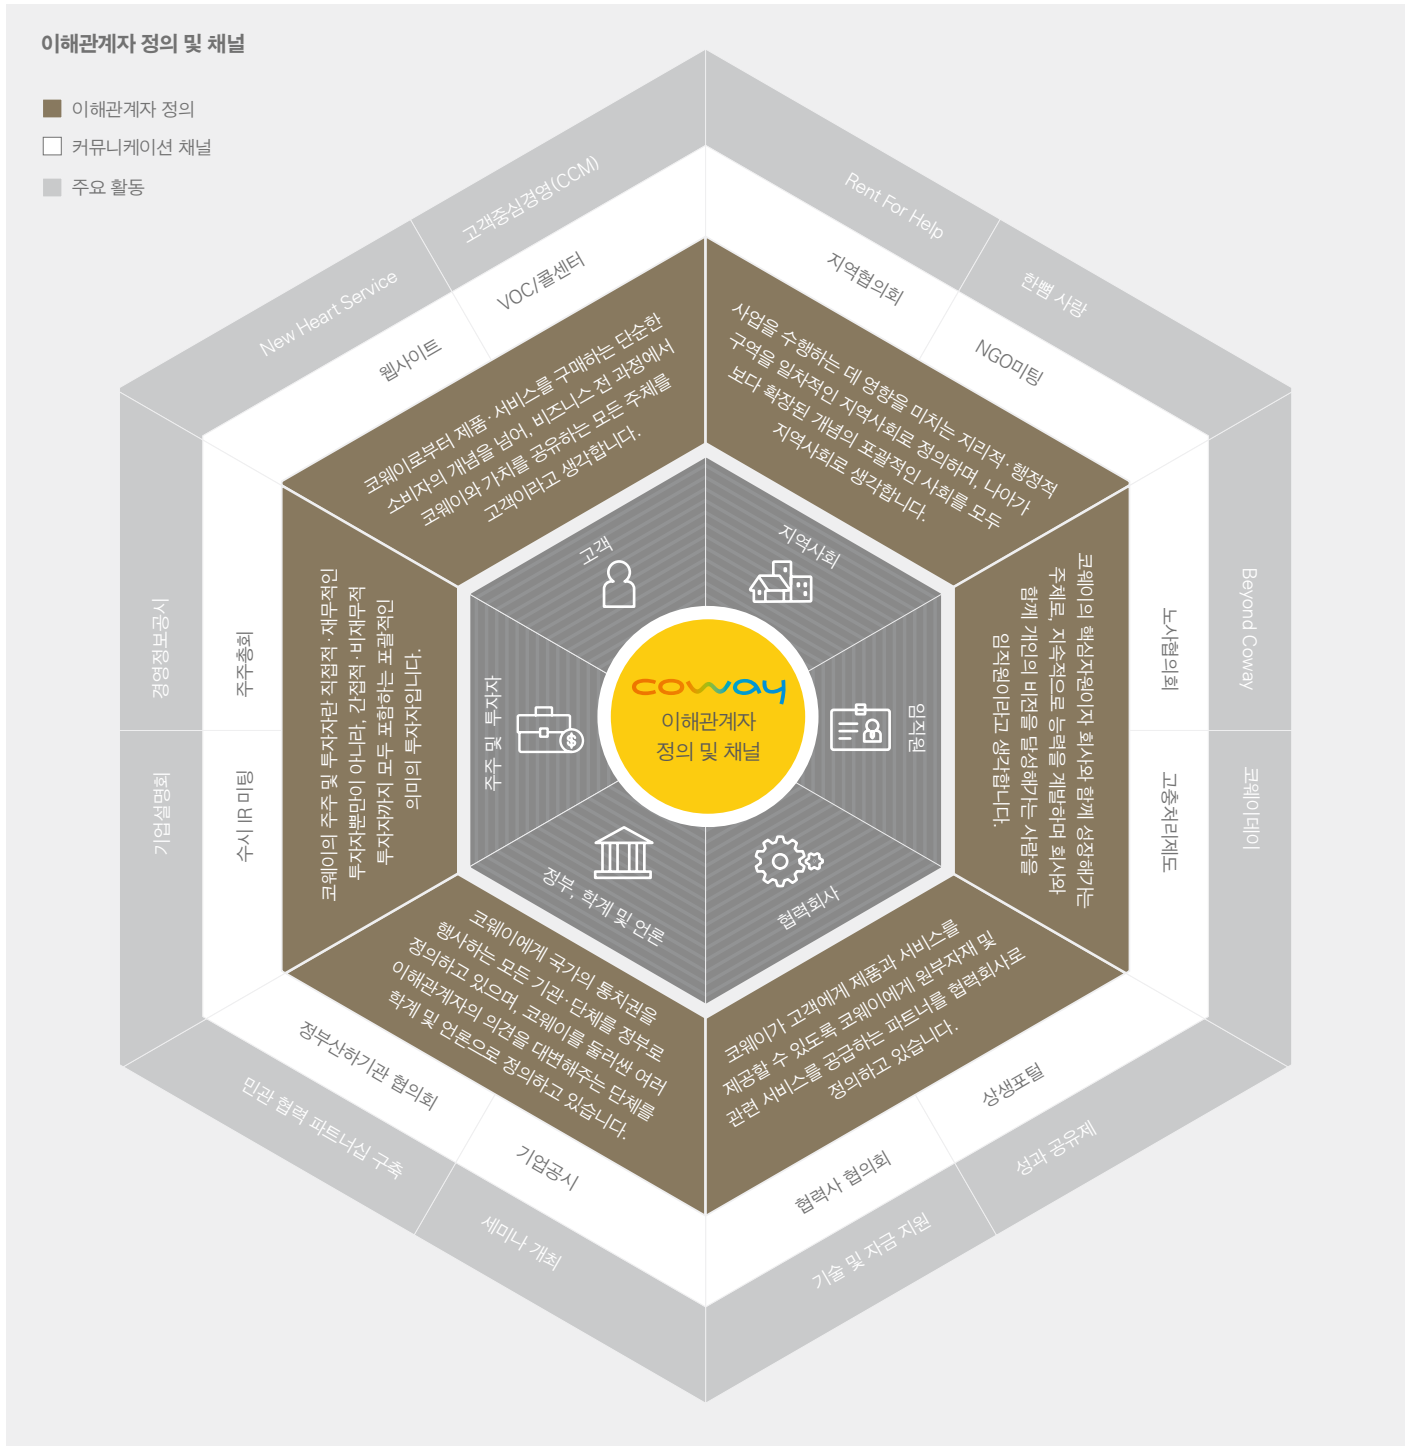 이해관계자 정의 및 채널
이해관계자 정의
커뮤니케이션 채널
주요 활동
고객중심경영(CCM)
New Heart Service
VOC/콜센터
웹사이트
코웨이로부터 제품·서비스를 구매하는 단순한
소비자의 개념을 넘어, 비즈니스 전 과정에서
코웨이와 가치를 공유하는 모든 주체를
고객이라고 생각합니다.
고객
Rent For Help
한뼘 사랑
지역협의회
NGO미팅
사업을 수행하는 데 영향을 미치는 지리적·행정적
구역을 일차적인 지역사회로 정의하며, 나아가
보다 확장된 개념의 포괄적인 사회를 모두
지역사회로 생각합니다.
지역사회
Beyond Coway
코웨이데이
노사협의회
고충처리제도
코웨이의 핵심자원이자 회사와 함께 성장해가는
주체로, 지속적으로 능력을 계발하며 회사와
함께 개인의 비전을 달성해가는 사람을
임직원이라고 생각합니다.
임직원
coway
이해관계자
정의 및 채널
경영정보공시
기업설명회
주주총회
수시 IR 미팅
코웨이의 주주 및 투자자란 직접적·재무적인
투자자뿐만이 아니라, 간접적·비재무적
투자자까지 모두 포함하는 포괄적인
의미의 투자자입니다.
주주 및 투자자
정부, 학계 및 언론
코웨이에게 국가의 통치권을
행사하는 모든 기관·단체를 정부로
정의하고 있으며, 코웨이를 둘러싼 여러
이해관계자의 의견을 대변해주는 단체를
학계 및 언론으로 정의하고 있습니다.
정부산하기관 협의회
기업공시
민관 협력 파트너십 구축
세미나 개최
협력회사
코웨이가 고객에게 제품과 서비스를
제공할 수 있도록 코웨이에게 원부자재 및
관련 서비스를 공급하는 파트너를 협력회사로
정의하고 있습니다.
상생포털
협력사 협의회
성과 공유제
기술 및 자금 지원